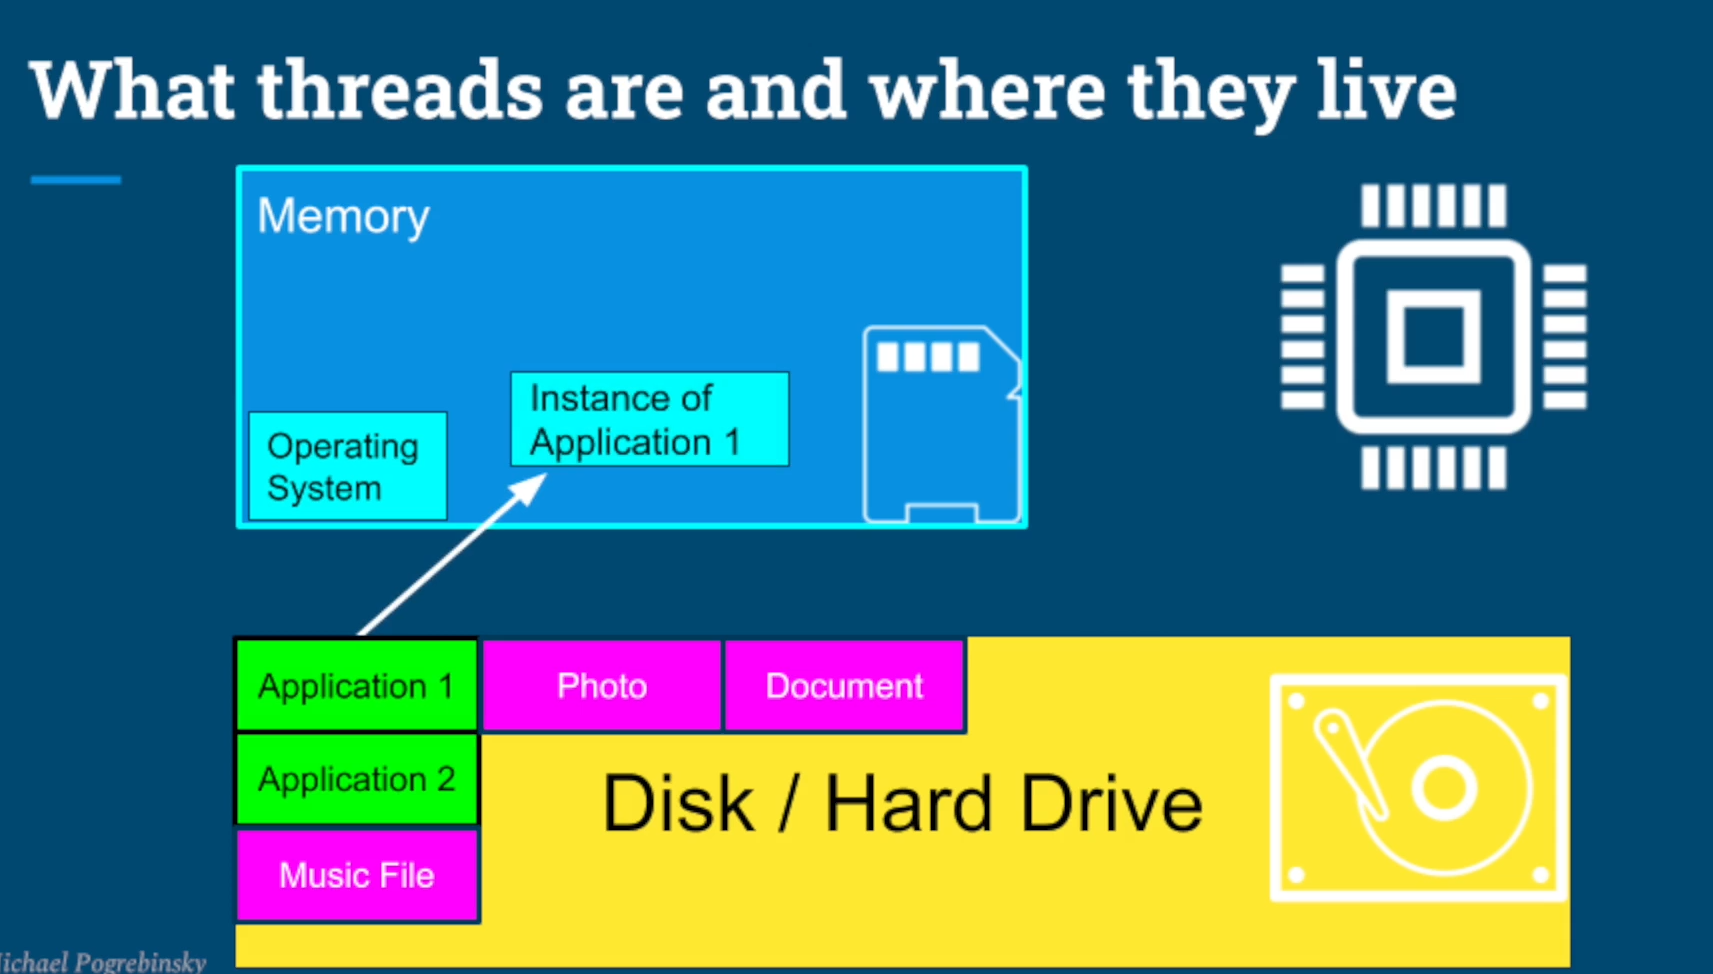 What threads are and where they live
Memory
Instance of
Application 1
Operating
System
Application 1
Photo
Document
Application 2
Disk / Hard Drive
Music File
Michael Pogrebinsky